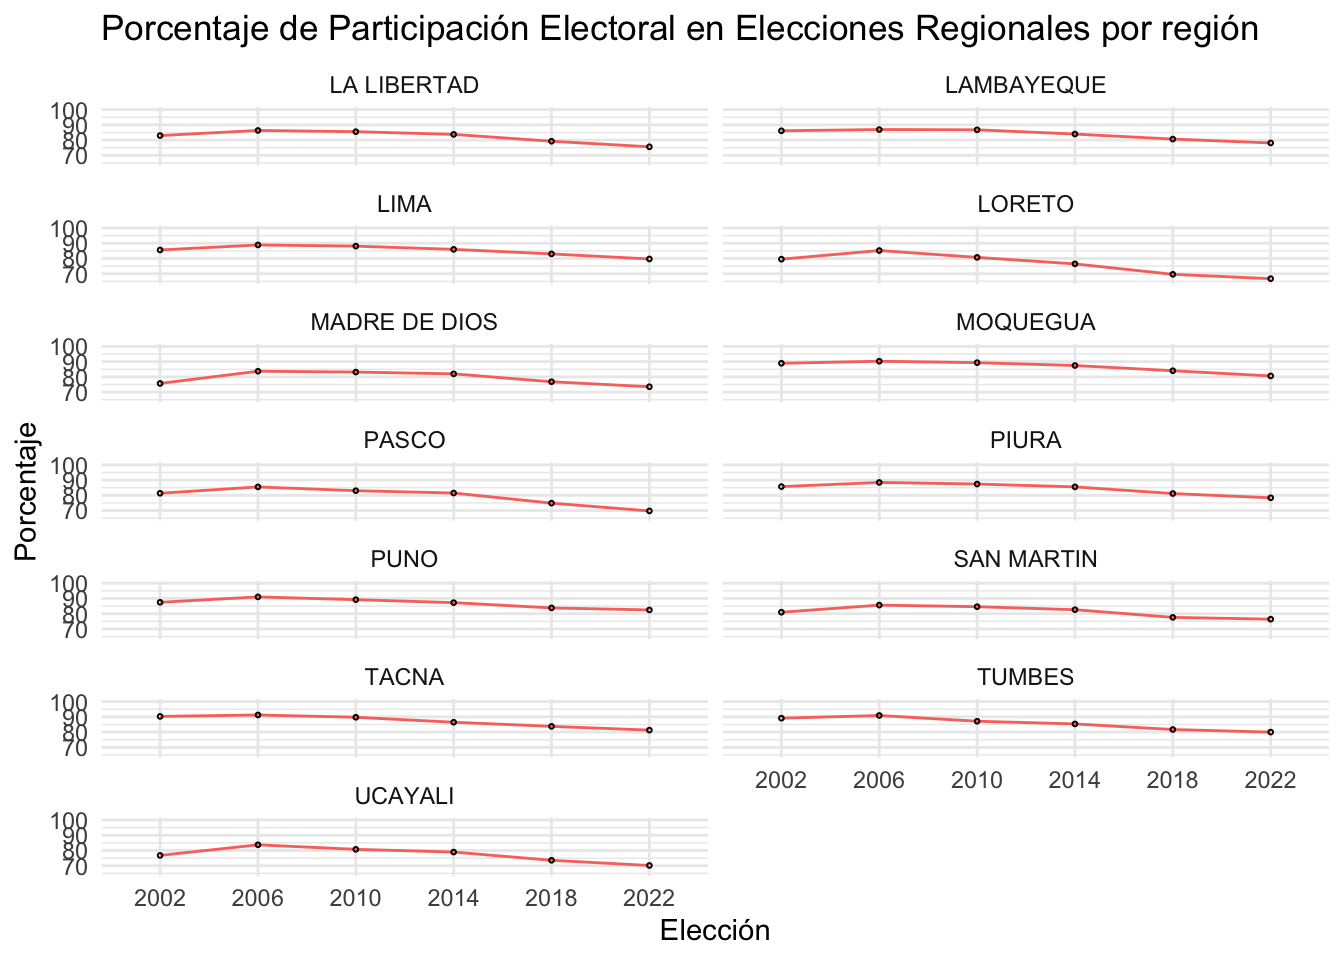 Porcentaje de Participación Electoral en Elecciones Regionales por región
LA LIBERTAD
LAMBAYEQUE
100
90
80
70
LIMA
LORETO
100
90
80
70
MADRE DE DIOS
MOQUEGUA
100
90
80
70
PASCO
PIURA
100
90
80
70
Porcentaje
PUNO
SAN MARTIN
100
90
80
70
TACNA
TUMBES
100
90
80
70
2002 2006 2010 2014 2018 2022
UCAYALI
100
90
80
70
2002 2006 2010 2014 2018 2022
Elección